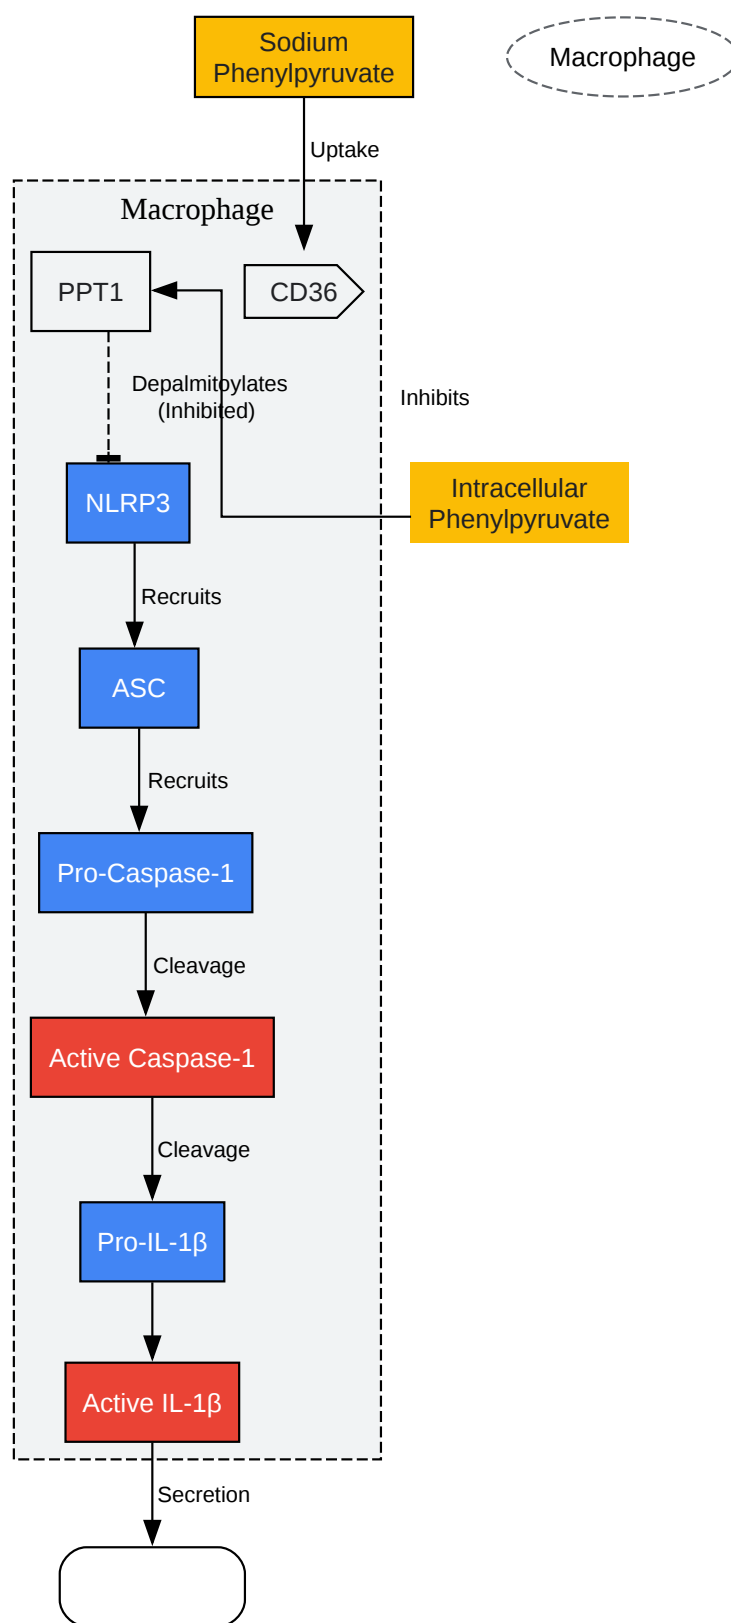 Sodium
Phenylpyruvate
Macrophage
Uptake
Macrophage
PPT1
CD36
Depalmitoylates
(Inhibited)
Inhibits
NLRP3
Intracellular
Phenylpyruvate
Recruits
ASC
Recruits
Pro-Caspase-1
Cleavage
Active Caspase-1
Cleavage
Pro-IL-1β
Active IL-1β
Secretion